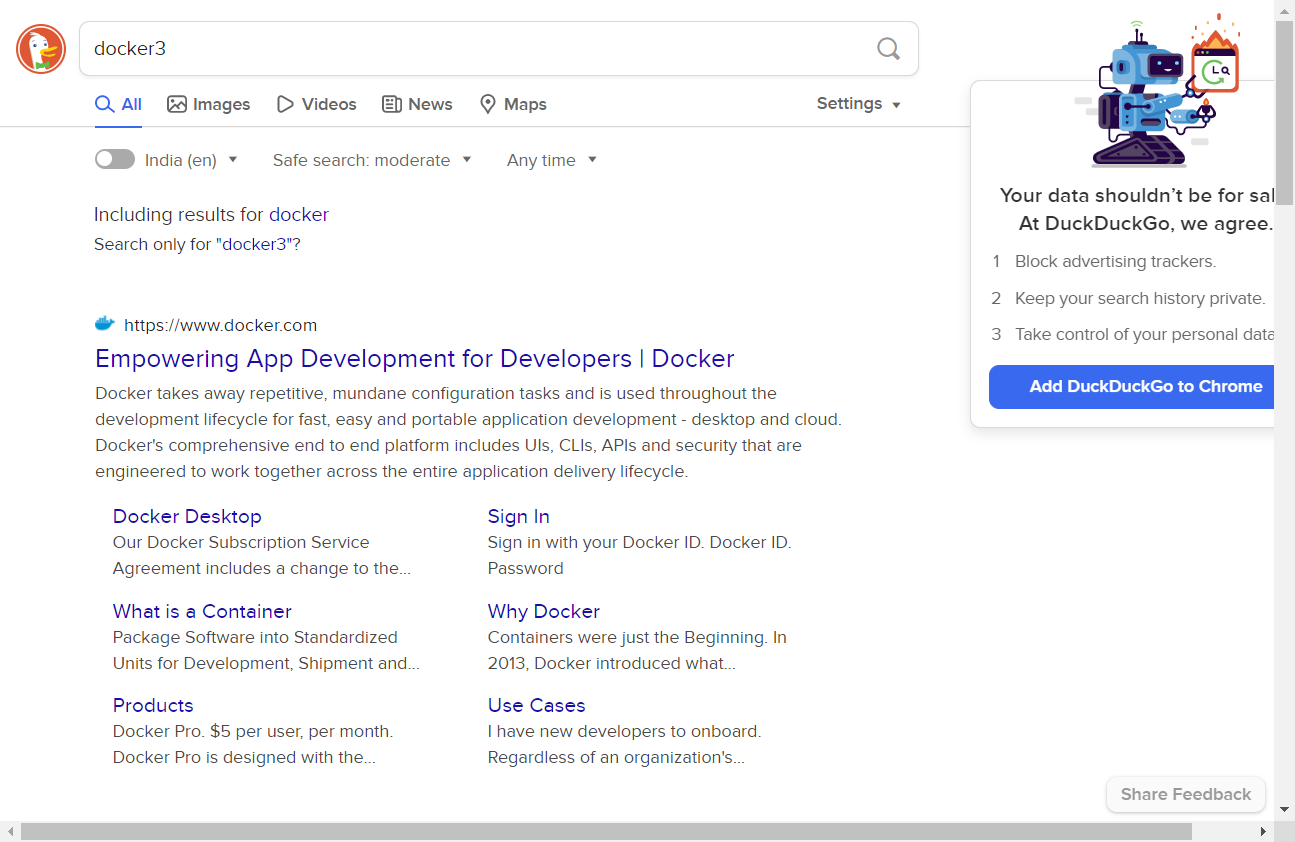 docker3
All Images Videos News Maps Settings
India (en) Safe search: moderate Any time
Including results for docker
Search only for "docker3"?
https://www.docker.com
Empowering App Development for Developers | Docker
Docker takes away repetitive, mundane configuration tasks and is used throughout the
development lifecycle for fast, easy and portable application development - desktop and cloud.
Docker's comprehensive end to end platform includes UIs, CLIs, APIs and security that are
engineered to work together across the entire application delivery lifecycle.
Docker Desktop
Our Docker Subscription Service
Agreement includes a change to the...
Sign In
Sign in with your Docker ID. Docker ID.
Password
What is a Container
Package Software into Standardized
Units for Development, Shipment and...
Why Docker
Containers were just the Beginning. In
2013, Docker introduced what...
Products
Docker Pro. $5 per user, per month.
Docker Pro is designed with the...
Use Cases
I have new developers to onboard.
Regardless of an organization's...
Your data shouldn't be for sal
At DuckDuckGo, we agree.
1 Block advertising trackers.
2 Keep your search history private.
3 Take control of your personal data
Add DuckDuckGo to Chrome
Share Feedback